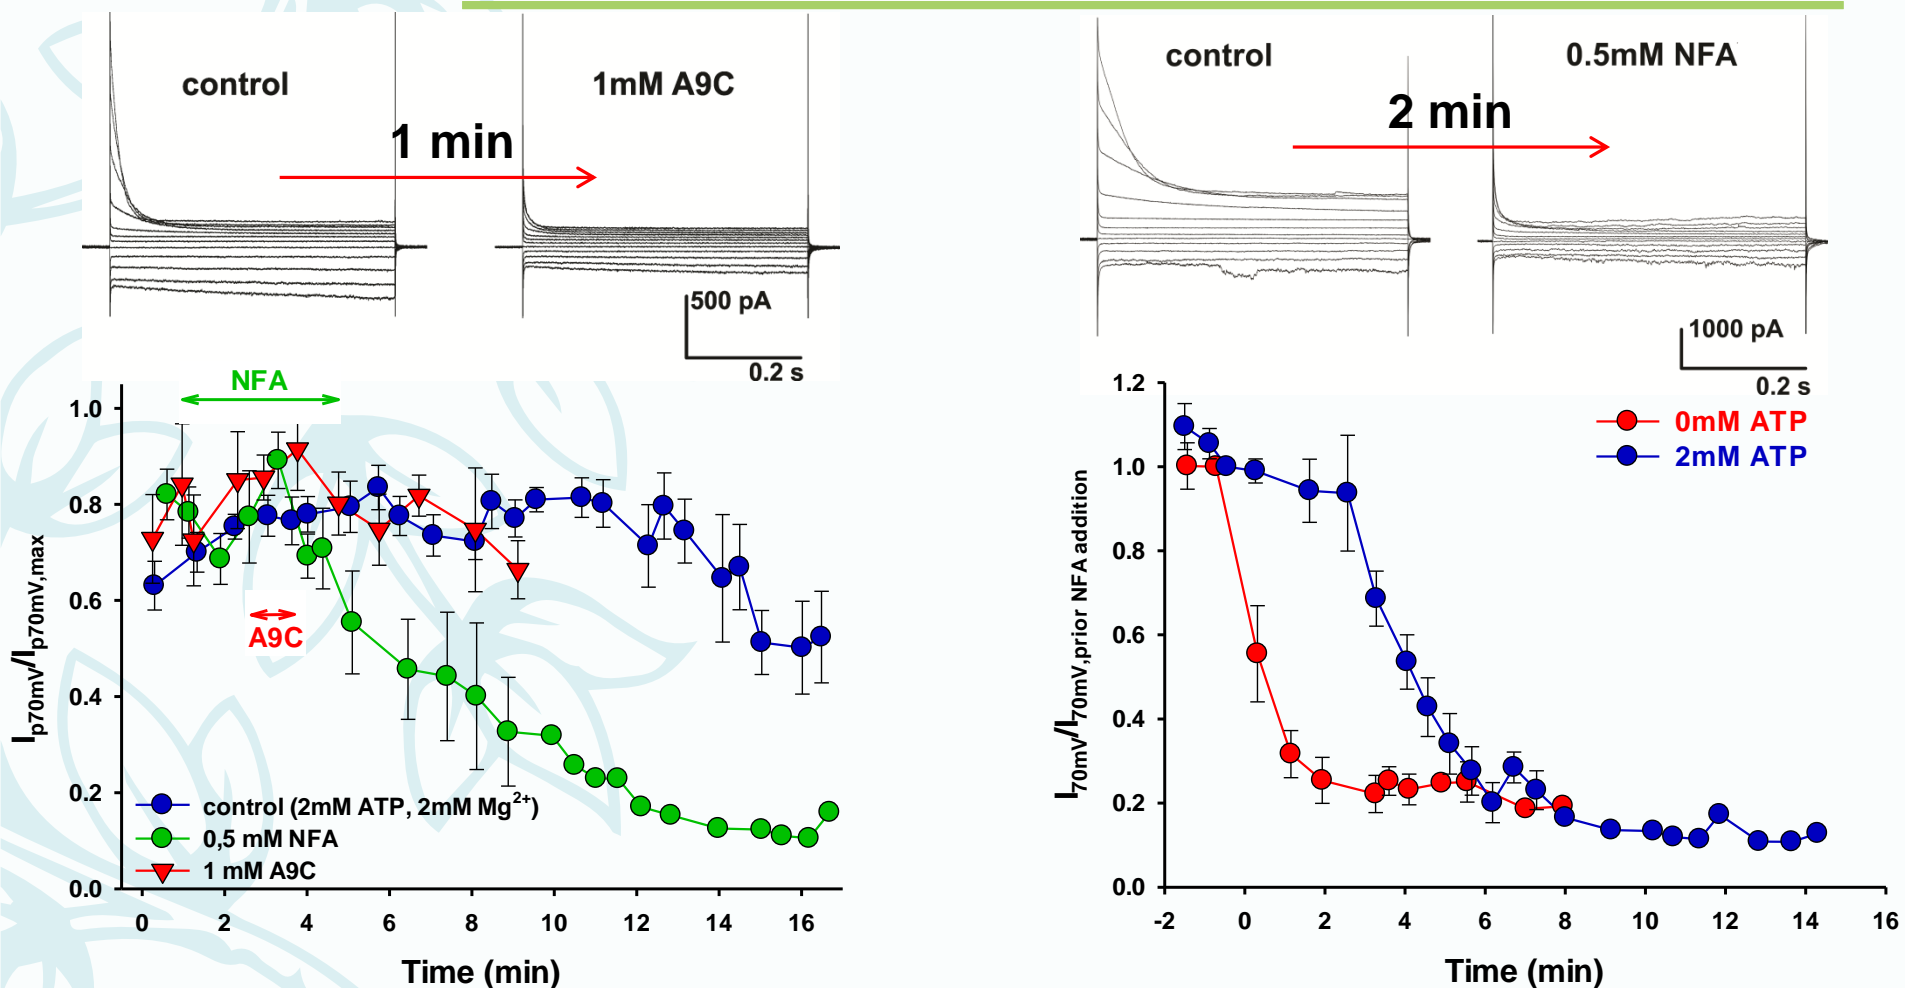 control
1mM A9C
1 min
500 pA
0.2 s
control
0.5mM NFA
2 min
1000 pA
0.2 s
NFA
A9C
1.0
0.8
0.6
0.4
0.2
0.0
Ip70mV/Ip70mV,max
control (2mM ATP, 2mM Mg2+)
0,5 mM NFA
1 mM A9C
0 2 4 6 8 10 12 14 16
Time (min)
1.2
1.0
0.8
0.6
0.4
0.2
0.0
I70mV/I70mV,prior NFA addition
0mM ATP
2mM ATP
-2 0 2 4 6 8 10 12 14 16
Time (min)